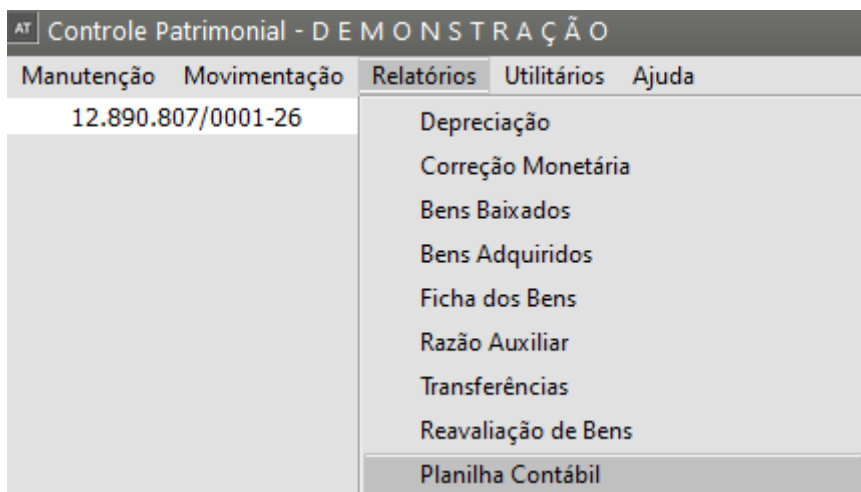 AT Controle Patrimonial - D E M O N S T R A Ç Ã O
Manutenção Movimentação Relatórios Utilitários Ajuda
12.890.807/0001-26
Depreciação
Correção Monetária
Bens Baixados
Bens Adquiridos
Ficha dos Bens
Razão Auxiliar
Transferências
Reavaliação de Bens
Planilha Contábil